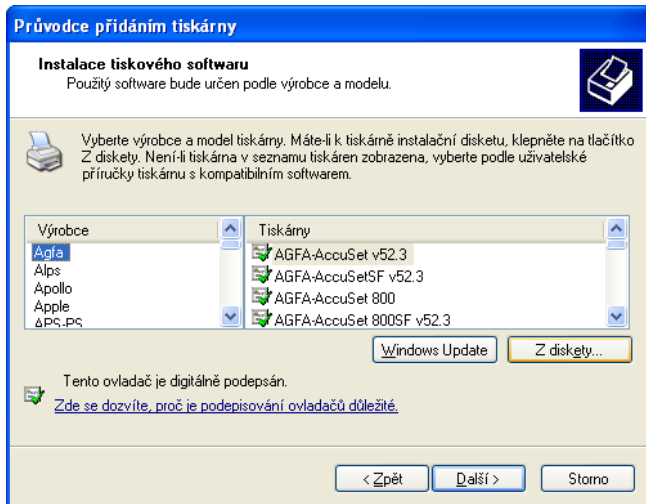 Průvodce přidáním tiskárny
Instalace tiskového softwaru
Použitý software bude určen podle výrobce a modelu.
Vyberte výrobce a model tiskárny. Máte-li k tiskárně instalační disketu, klepněte na tlačítko
Z diskety. Není-li tiskárna v seznamu tiskáren zobrazena, vyberte podle uživatelské
příručky tiskárnu s kompatibilním softwarem.
Výrobce
Agfa
Alps
Apollo
Apple
APS-PS
Tiskárny
AGFA-AccuSet v52.3
AGFA-AccuSetSF v52.3
AGFA-AccuSet 800
AGFA-AccuSet 800SF v52.3
Windows Update
Z diskety...
Tento ovladač je digitálně podepsán.
Zde se dozvíte, proč je podepisování ovladačů důležité.
< Zpět
Další >
Storno